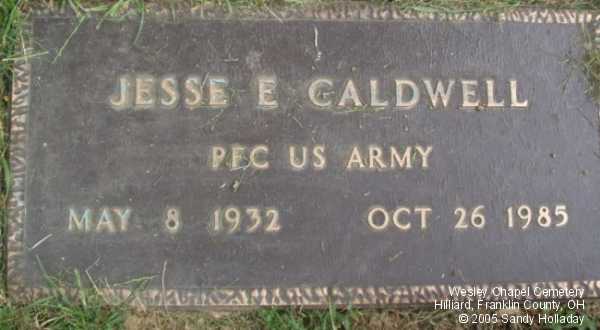 JESSE E CALDWELL
PFC US ARMY
MAY 8 1932 OCT 26 1985
Wesley Chapel Cemetery
Hilliard, Franklin County, OH
© 2005 Sandy Holladay